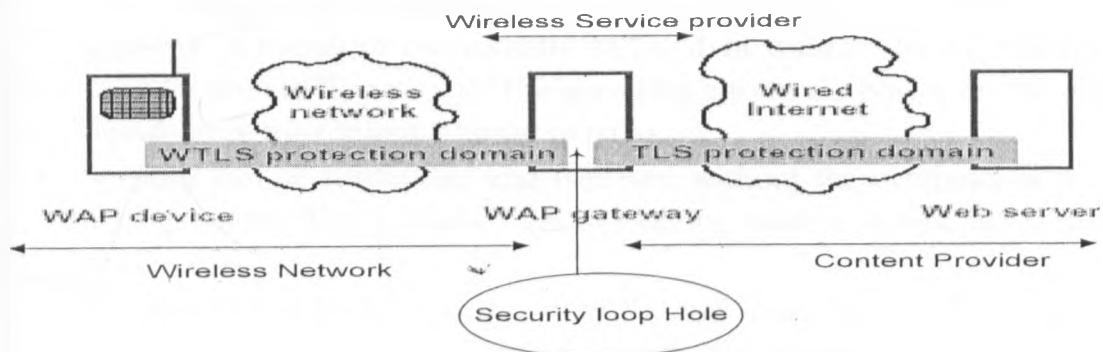 Wireless Service provider
Wireless
network
Wired
Internet
WTLS protection domain
TLS protection domain
WAP device
WAP gateway
Web server
Wireless Network
Content Provider
Security loop Hole